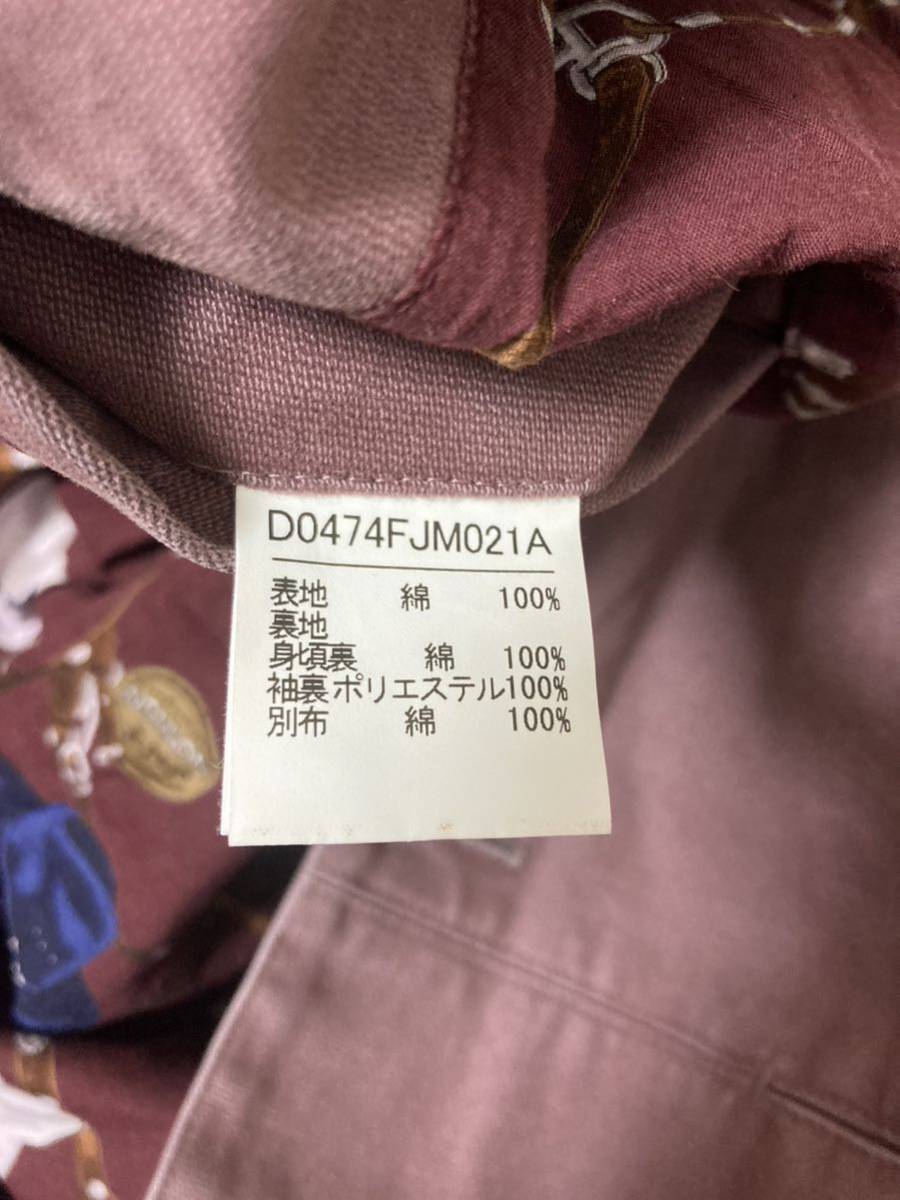 D0474FJM021A
表地 綿 100%
裏地
身頃裏 綿 100%
袖裏ポリエステル100%
別布 綿 100%